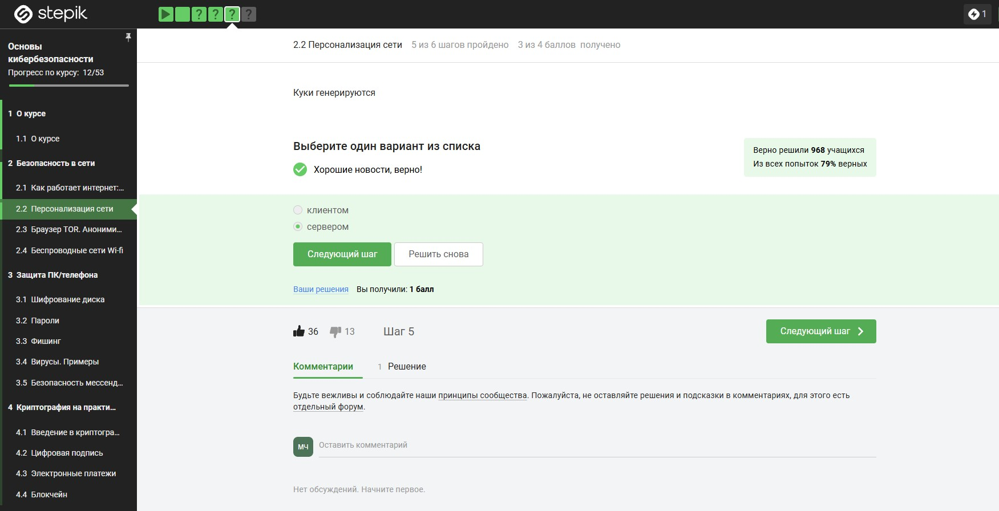 stepik
?
?
?
?
1
Основы
кибербезопасности
Прогресс по курсу: 12/53
1 О курсе
1.1 О курсе
2 Безопасность в сети
2.1 Как работает интернет:...
2.2 Персонализация сети
2.3 Браузер TOR. Аноними...
2.4 Беспроводные сети Wi-fi
3 Защита ПК/телефона
3.1 Шифрование диска
3.2 Пароли
3.3 Фишинг
3.4 Вирусы. Примеры
3.5 Безопасность мессенд...
4 Криптография на практи...
4.1 Введение в криптогра...
4.2 Цифровая подпись
4.3 Электронные платежи
4.4 Блокчейн
2.2 Персонализация сети 5 из 6 шагов пройдено 3 из 4 баллов получено
Куки генерируются
Выберите один вариант из списка
Хорошие новости, верно!
Верно решили 968 учащихся
Из всех попыток 79% верных
клиентом
сервером
Следующий шаг Решить снова
Ваши решения Вы получили: 1 балл
36 13 Шаг 5 Следующий шаг
Комментарии 1 Решение
Будьте вежливы и соблюдайте наши принципы сообщества. Пожалуйста, не оставляйте решения и подсказки в комментариях, для этого есть
отдельный форум.
МЧ Оставить комментарий
Нет обсуждений. Начните первое.